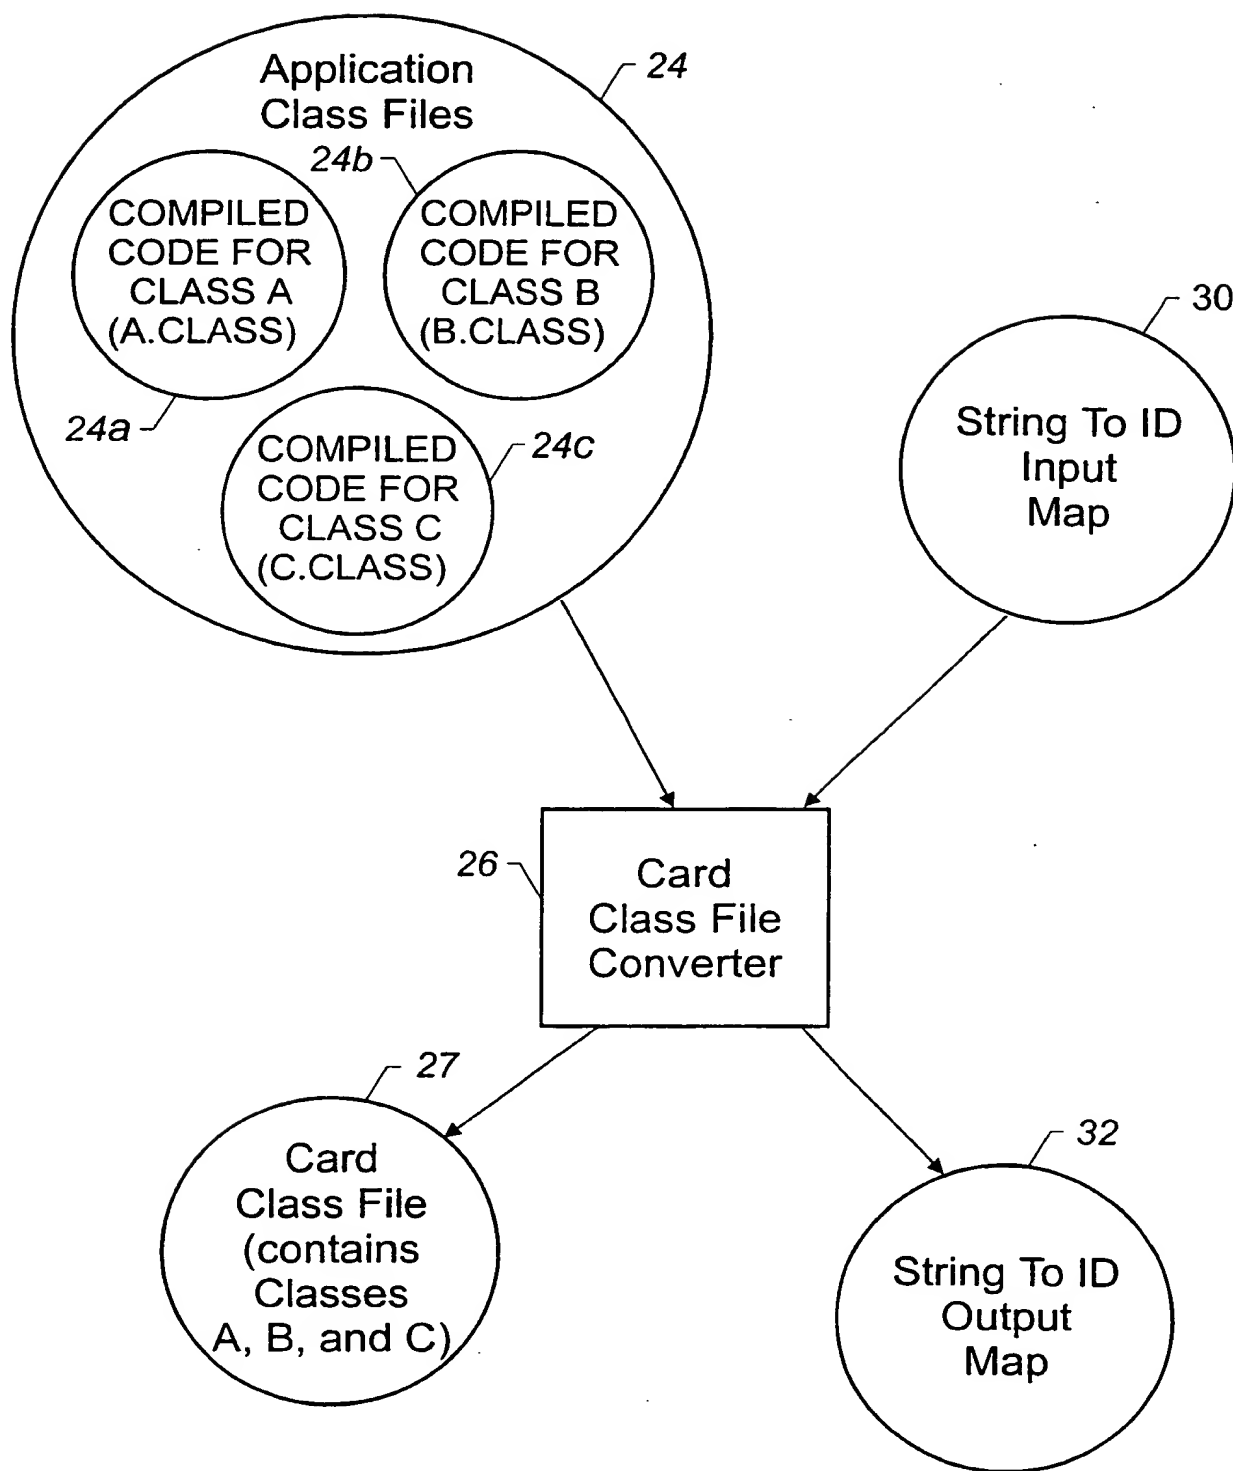 Application
Class Files
24
24b
COMPILED
CODE FOR
CLASS A
(A.CLASS)
COMPILED
CODE FOR
CLASS B
(B.CLASS)
24a
COMPILED
CODE FOR
CLASS C
(C.CLASS)
24c
30
String To ID
Input
Map
26
Card
Class File
Converter
27
Card
Class File
(contains
Classes
A, B, and C)
32
String To ID
Output
Map